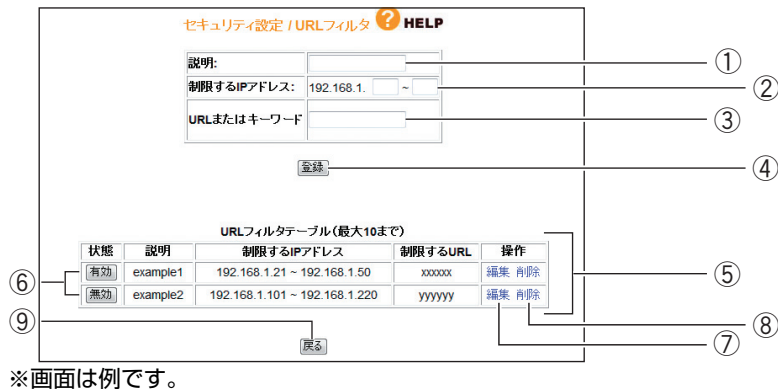 セキュリティ設定 / URLフィルタ ? HELP
説明: ①
制限するIPアドレス: 192.168.1. ~ ②
URLまたはキーワード ③
登録 ④
URLフィルタテーブル(最大10まで)
状態 説明 制限するIPアドレス 制限するURL 操作
有効 example1 192.168.1.21 ~ 192.168.1.50 xxxxxx 編集 削除
無効 example2 192.168.1.101 ~ 192.168.1.220 yyyyyy 編集 削除
⑤
⑥
⑦
⑧
⑨
戻る
※画面は例です。